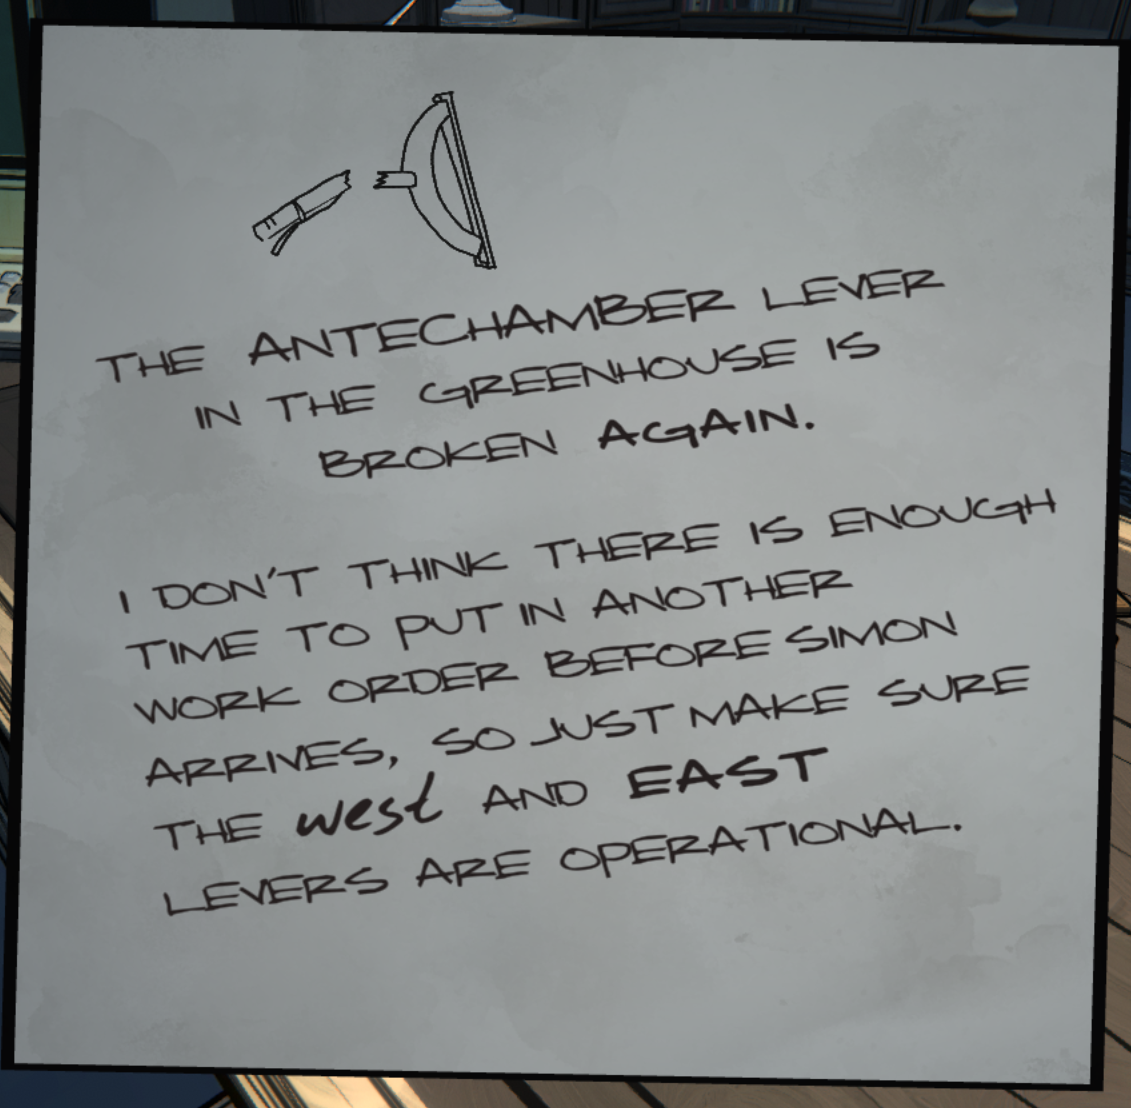 THE ANTECHAMBER LEVER
IN THE GREENHOUSE IS
BROKEN AGAIN.
I DON'T THINK THERE IS ENOUGH
TIME TO PUT IN ANOTHER
WORK ORDER BEFORE SIMON
ARRIVES, SO JUST MAKE SURE
THE west AND EAST
LEVERS ARE OPERATIONAL.